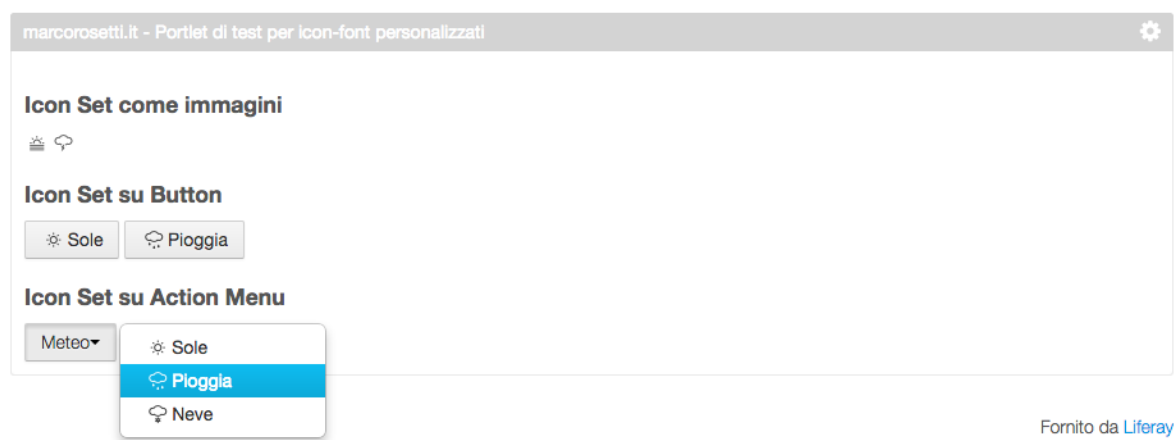 marcorosetti.it - Portlet di test per icon-font personalizzati
Icon Set come immagini
Icon Set su Button
Sole Pioggia
Icon Set su Action Menu
Meteo
Sole
Pioggia
Neve
Fornito da Liferay